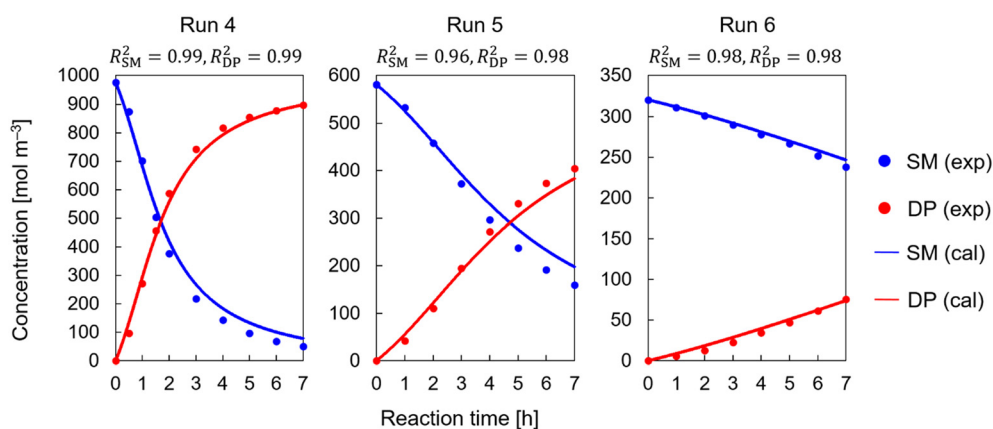 Run 4
R²SM = 0.99, R²DP = 0.99
1000
900
800
700
600
500
400
300
200
100
0
0 1 2 3 4 5 6 7
Run 5
R²SM = 0.96, R²DP = 0.98
600
500
400
300
200
100
0
0 1 2 3 4 5 6 7
Run 6
R²SM = 0.98, R²DP = 0.98
350
300
250
200
150
100
50
0
0 1 2 3 4 5 6 7
Concentration [mol m⁻³]
Reaction time [h]
SM (exp)
DP (exp)
SM (cal)
DP (cal)